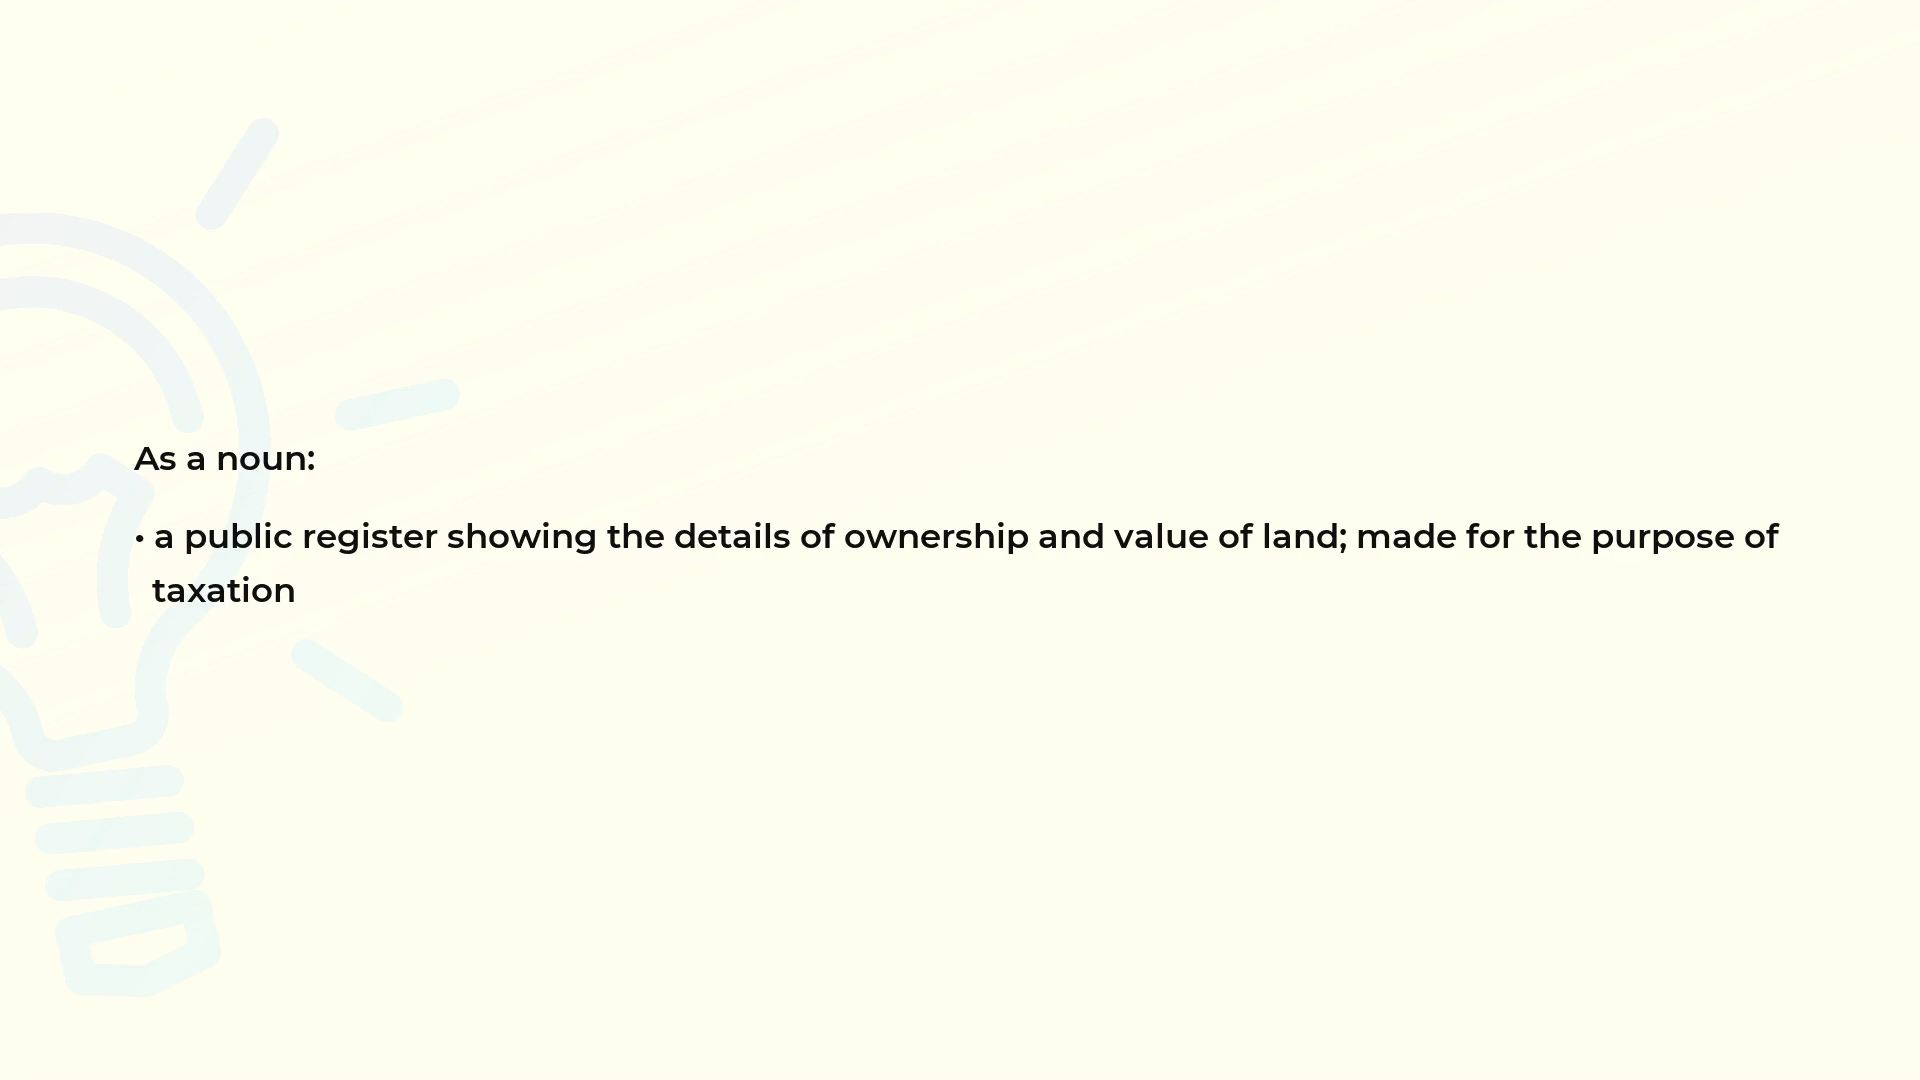 As a noun:
• a public register showing the details of ownership and value of land; made for the purpose of
taxation